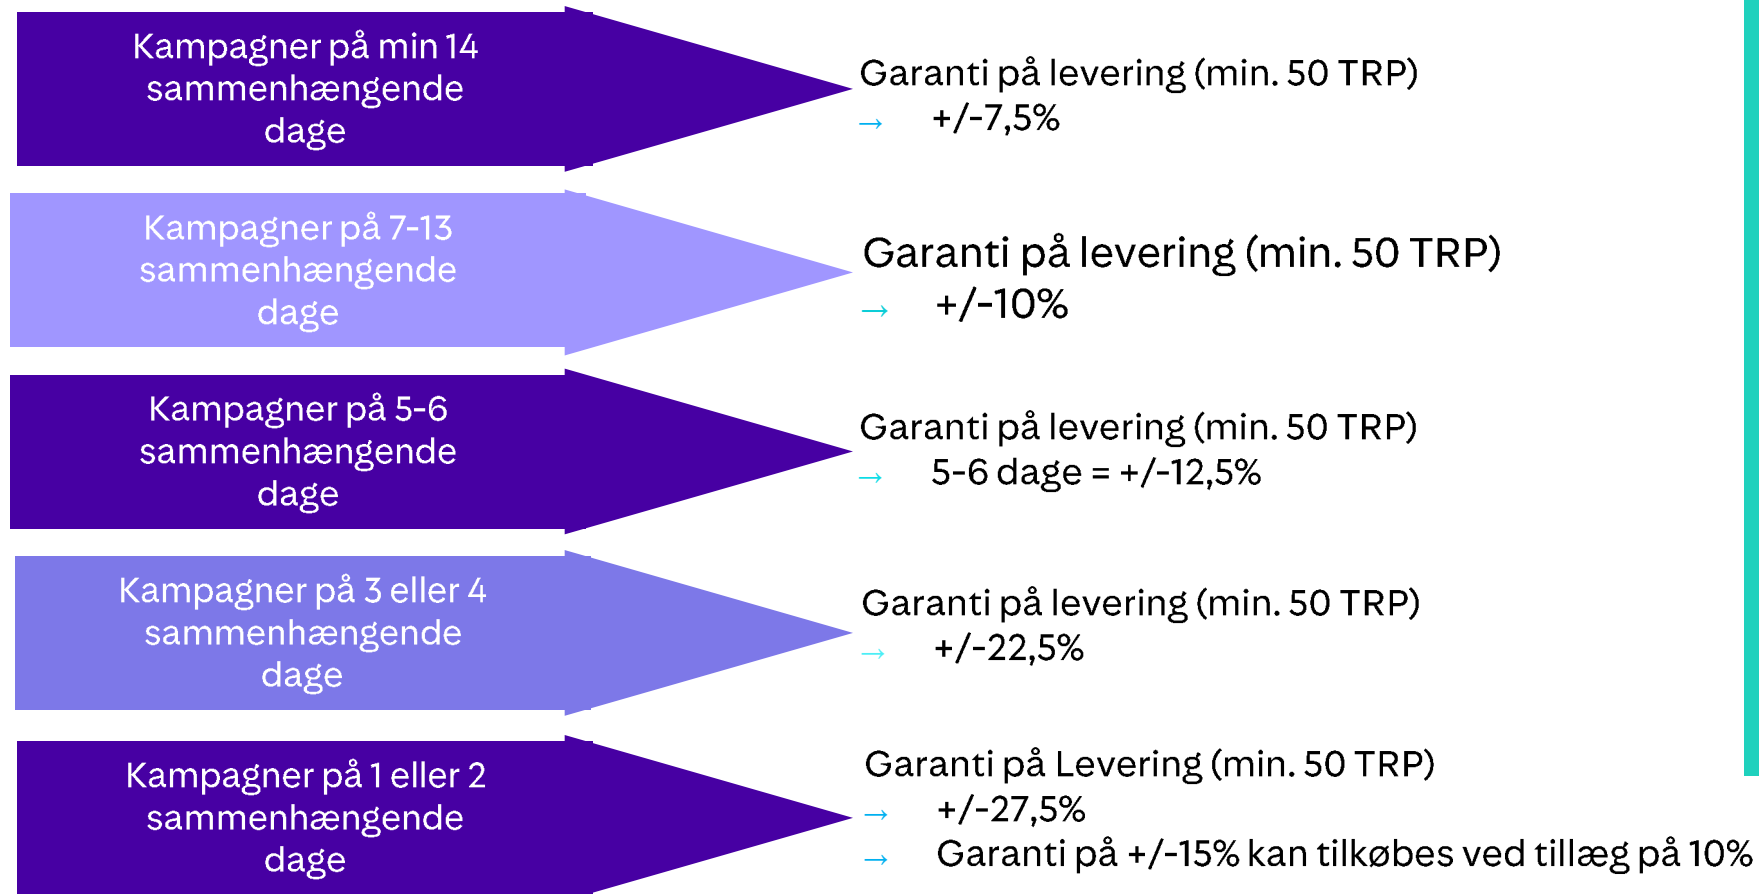 Kampagner på min 14
sammenhængende
dage
Garanti på levering (min. 50 TRP)
→ +/-7,5%
Kampagner på 7-13
sammenhængende
dage
Garanti på levering (min. 50 TRP)
→ +/-10%
Kampagner på 5-6
sammenhængende
dage
Garanti på levering (min. 50 TRP)
→ 5-6 dage = +/-12,5%
Kampagner på 3 eller 4
sammenhængende
dage
Garanti på levering (min. 50 TRP)
→ +/-22,5%
Kampagner på 1 eller 2
sammenhængende
dage
Garanti på Levering (min. 50 TRP)
→ +/-27,5%
→ Garanti på +/-15% kan tilkøbes ved tillæg på 10%